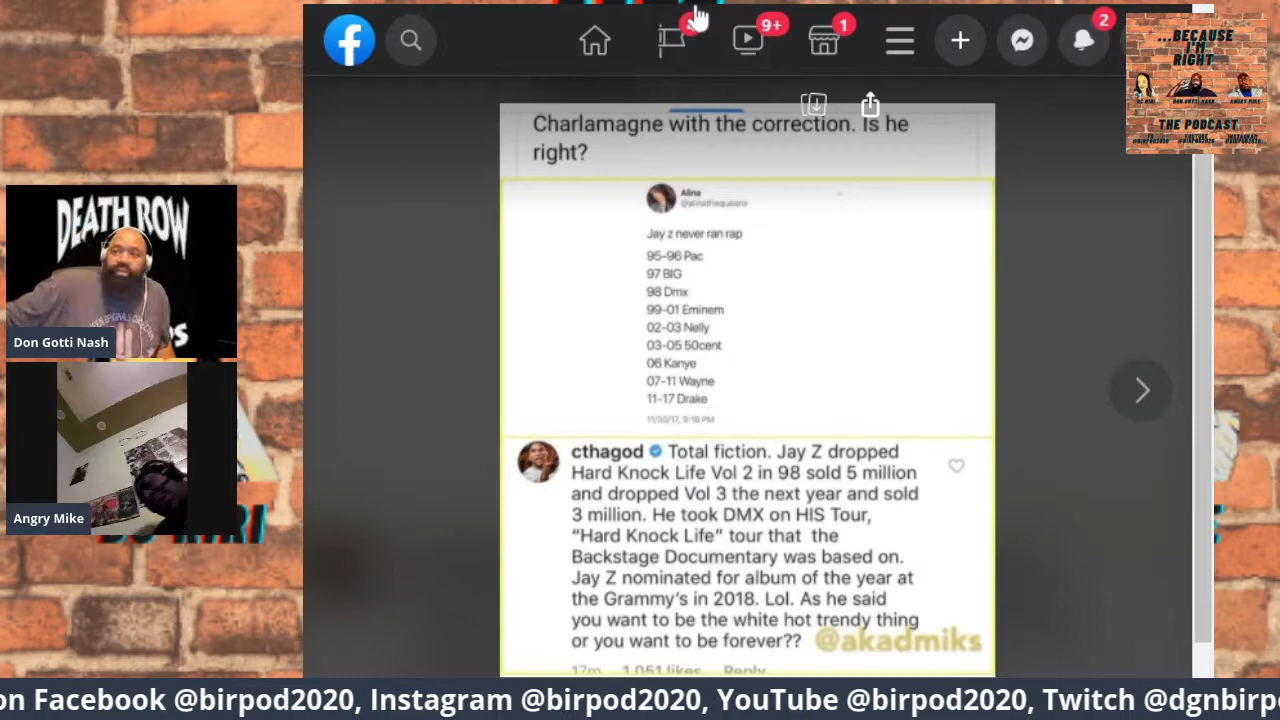 9+
1
2
...BECAUSE
I'M
RIGHT
DON GOTTI NASH
ANGRY MIKE
THE PODCAST
Charlamagne with the correction. Is he
right?
Alina
@alinathequeenx
Jay z never ran rap
95-96 Pac
97 BIG
98 Dmx
99-01 Eminem
02-03 Nelly
03-05 50cent
06 Kanye
07-11 Wayne
11-17 Drake
11/30/17, 9:16 PM
cthagod Total fiction. Jay Z dropped
Hard Knock Life Vol 2 in 98 sold 5 million
and dropped Vol 3 the next year and sold
3 million. He took DMX on HIS Tour,
“Hard Knock Life” tour that the
Backstage Documentary was based on.
Jay Z nominated for album of the year at
the Grammy's in 2018. Lol. As he said
you want to be the white hot trendy thing
or you want to be forever??
@akadmiks
17m 1,051 likes Reply
DEATH ROW
Don Gotti Nash
Angry Mike
on Facebook @birpod2020, Instagram @birpod2020, YouTube @birpod2020, Twitch @dgnbirp